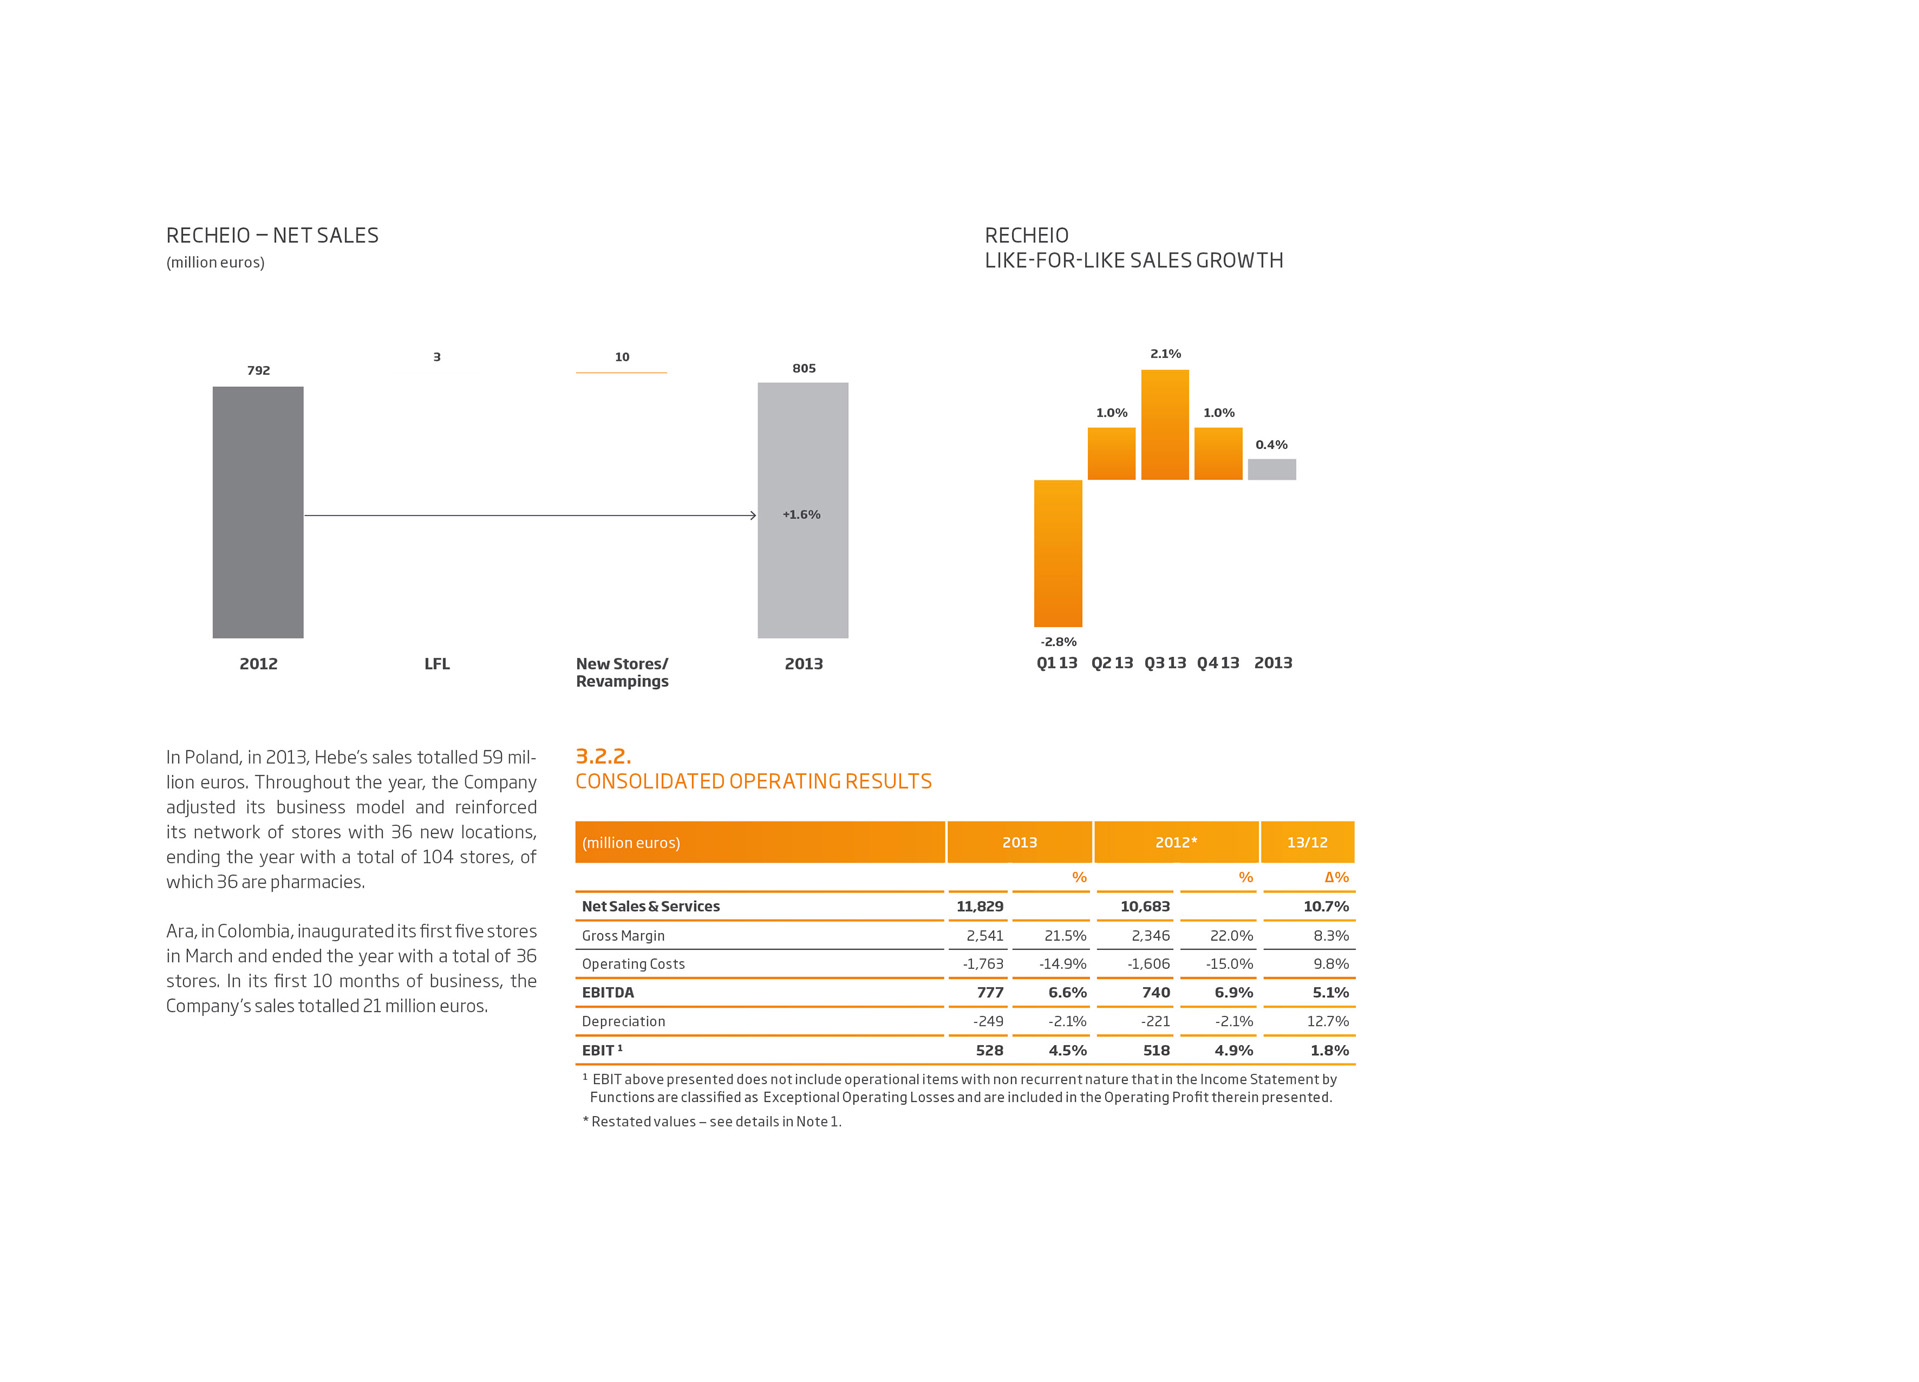 RECHEIO – NET SALES
(million euros)
792
3
10
805
+1.6%
2012
LFL
New Stores/
Revampings
2013
RECHEIO
LIKE-FOR-LIKE SALES GROWTH
2.1%
1.0%
1.0%
0.4%
-2.8%
Q1 13 Q2 13 Q3 13 Q4 13 2013
In Poland, in 2013, Hebe's sales totalled 59 mil-
lion euros. Throughout the year, the Company
adjusted its business model and reinforced
its network of stores with 36 new locations,
ending the year with a total of 104 stores, of
which 36 are pharmacies.
Ara, in Colombia, inaugurated its first five stores
in March and ended the year with a total of 36
stores. In its first 10 months of business, the
Company's sales totalled 21 million euros.
3.2.2.
CONSOLIDATED OPERATING RESULTS
(million euros) 2013 2012* 13/12
% % Δ%
Net Sales & Services 11,829 10,683 10.7%
Gross Margin 2,541 21.5% 2,346 22.0% 8.3%
Operating Costs -1,763 -14.9% -1,606 -15.0% 9.8%
EBITDA 777 6.6% 740 6.9% 5.1%
Depreciation -249 -2.1% -221 -2.1% 12.7%
EBIT ¹ 528 4.5% 518 4.9% 1.8%
¹ EBIT above presented does not include operational items with non recurrent nature that in the Income Statement by
Functions are classified as Exceptional Operating Losses and are included in the Operating Profit therein presented.
* Restated values – see details in Note 1.